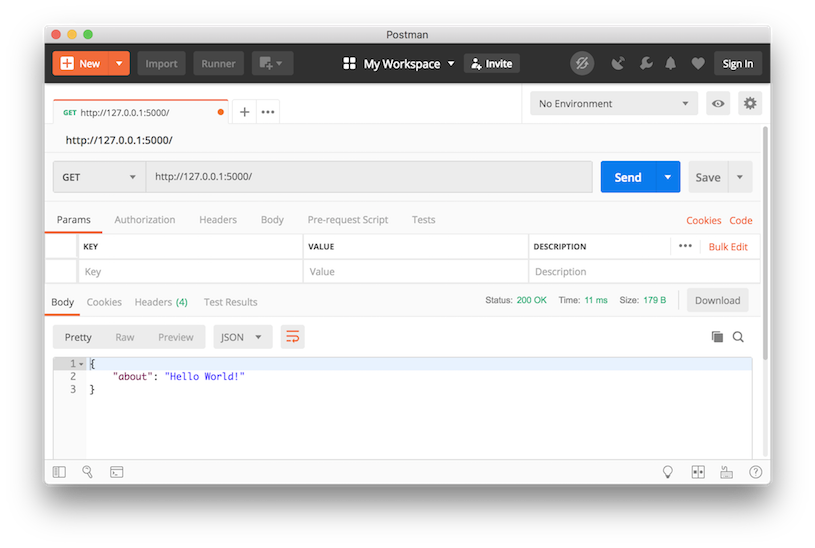 Postman
New Import Runner My Workspace Invite Sign In
GET http://127.0.0.1:5000/ No Environment
http://127.0.0.1:5000/
GET http://127.0.0.1:5000/ Send Save
Params Authorization Headers Body Pre-request Script Tests Cookies Code
KEY VALUE DESCRIPTION Bulk Edit
Key Value Description
Body Cookies Headers (4) Test Results Status: 200 OK Time: 11 ms Size: 179 B Download
Pretty Raw Preview JSON
1 {
2 "about": "Hello World!"
3 }